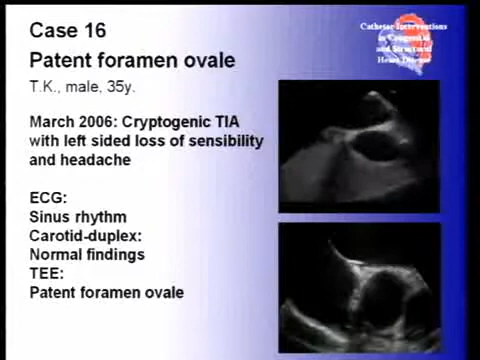 Case 16
Patent foramen ovale
T.K., male, 35y.
March 2006: Cryptogenic TIA
with left sided loss of sensibility
and headache
ECG:
Sinus rhythm
Carotid-duplex:
Normal findings
TEE:
Patent foramen ovale
Catheter Interventions
in Congenital
and Structural
Heart Disease